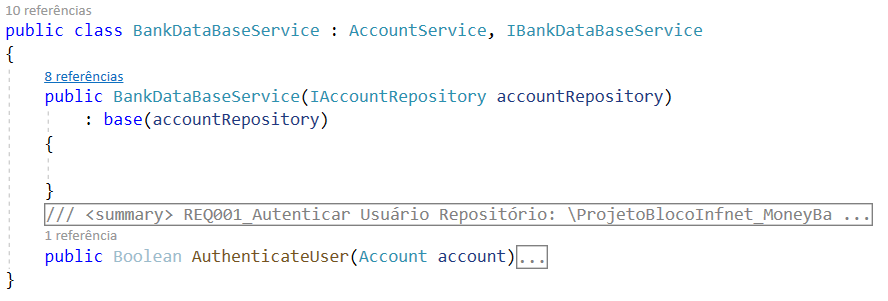 10 referências
public class BankDataBaseService : AccountService, IBankDataBaseService
{
8 referências
public BankDataBaseService(IAccountRepository accountRepository)
: base(accountRepository)
{
}
/// <summary> REQ001_Autenticar Usuário Repositório: \ProjetoBlocoInfnet_MoneyBa ...
1 referência
public Boolean AuthenticateUser(Account account)...
}